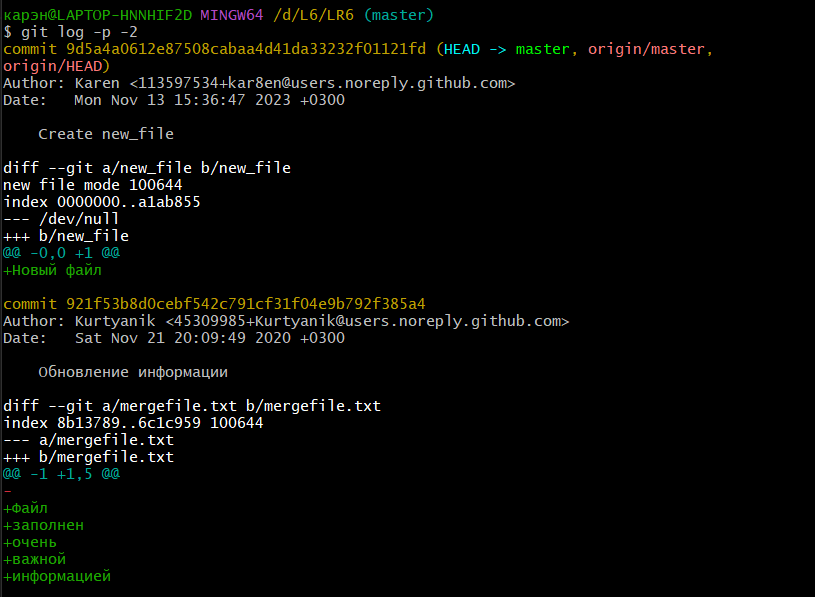 карэн@LAPTOP-HNNHIF2D MINGW64 /d/L6/LR6 (master)
$ git log -p -2
commit 9d5a4a0612e87508cabaa4d41da33232f01121fd (HEAD -> master, origin/master,
origin/HEAD)
Author: Karen <113597534+kar8en@users.noreply.github.com>
Date:   Mon Nov 13 15:36:47 2023 +0300
    Create new_file
diff --git a/new_file b/new_file
new file mode 100644
index 0000000..a1ab855
--- /dev/null
+++ b/new_file
@@ -0,0 +1 @@
+Новый файл
commit 921f53b8d0cebf542c791cf31f04e9b792f385a4
Author: Kurtyanik <45309985+Kurtyanik@users.noreply.github.com>
Date:   Sat Nov 21 20:09:49 2020 +0300
    Обновление информации
diff --git a/mergefile.txt b/mergefile.txt
index 8b13789..6c1c959 100644
--- a/mergefile.txt
+++ b/mergefile.txt
@@ -1 +1,5 @@
-
+Файл
+заполнен
+очень
+важной
+информацией